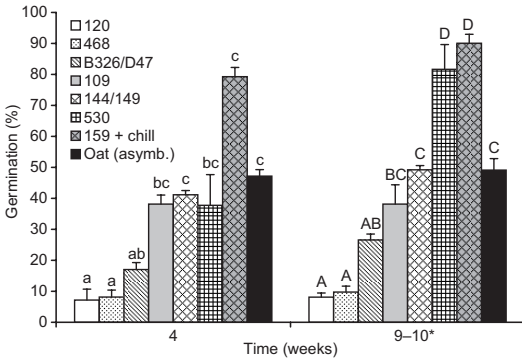 100
90
80
70
60
50
40
30
20
10
0
Germination (%)
120
468
B326/D47
109
144/149
530
159 + chill
Oat (asymb.)
a
a
ab
bc
c
bc
c
c
A
A
AB
BC
C
D
D
C
4
9–10*
Time (weeks)